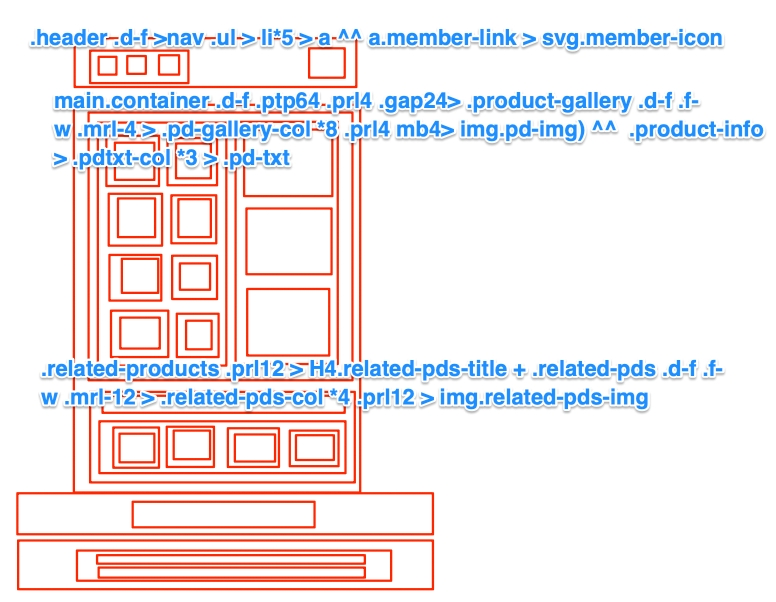 .header .d-f >nav .ul > li*5 > a ^^ a.member-link > svg.member-icon
main.container .d-f .ptp64 .prl4 .gap24> .product-gallery .d-f .f-
w .mrl-4 > .pd-gallery-col *8 .prl4 mb4> img.pd-img) ^^ .product-info
> .pdtxt-col *3 > .pd-txt
.related-products .prl12 > H4.related-pds-title + .related-pds .d-f .f-
w .mrl-12 > .related-pds-col *4 .prl12 > img.related-pds-img